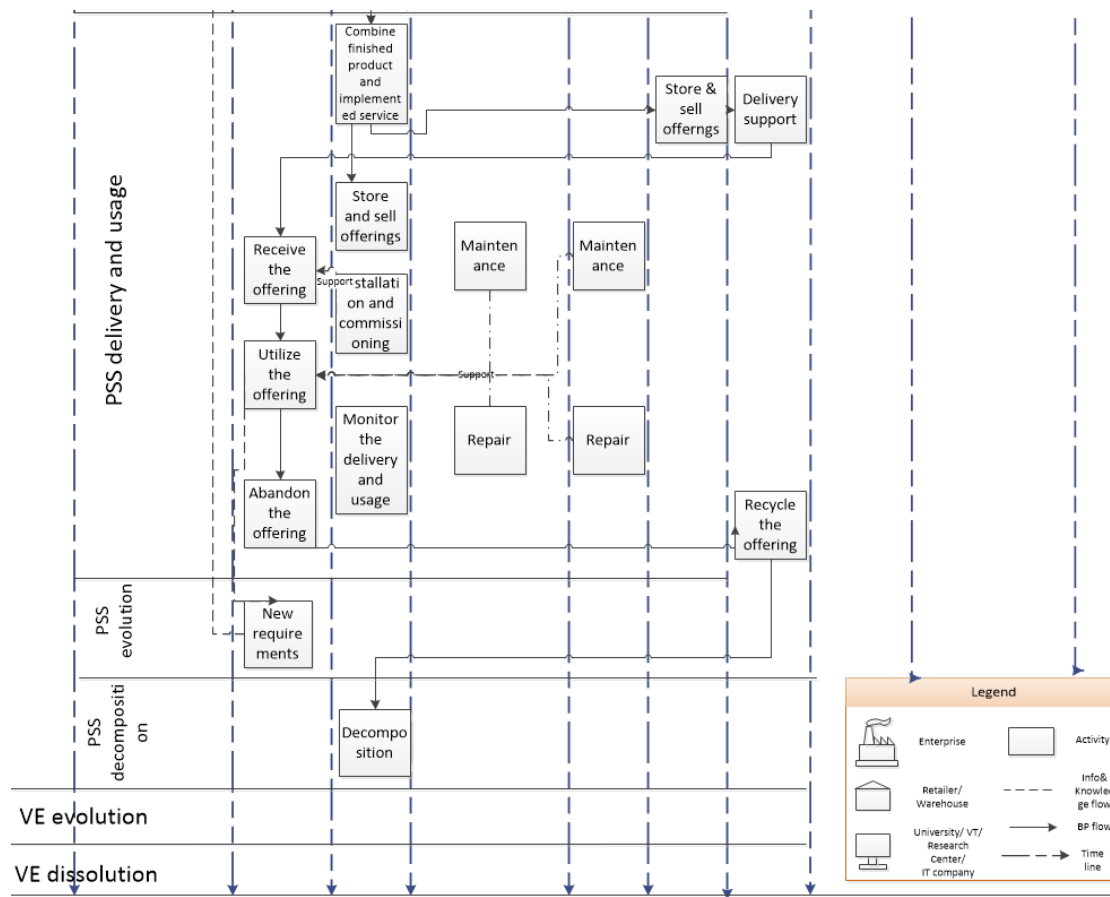 Combine
finished
product
and
implement
ed service
Store &
sell
offerngs
Delivery
support
PSS delivery and usage
Store
and sell
offerings
Receive
the
offering
Support
stallati
on and
commissi
oning
Mainten
ance
Mainten
ance
Utilize
the
offering
Support
Monitor
the
delivery
and
usage
Repair
Repair
Abandon
the
offering
Recycle
the
offering
PSS
evolution
New
require
ments
PSS
decompositi
on
Decompo
sition
VE evolution
VE dissolution
Legend
Enterprise
Activity
Retailer/
Warehouse
Info&
Knowled
ge flow
University/ VT/
Research
Center/
IT company
BP flow
Time
line